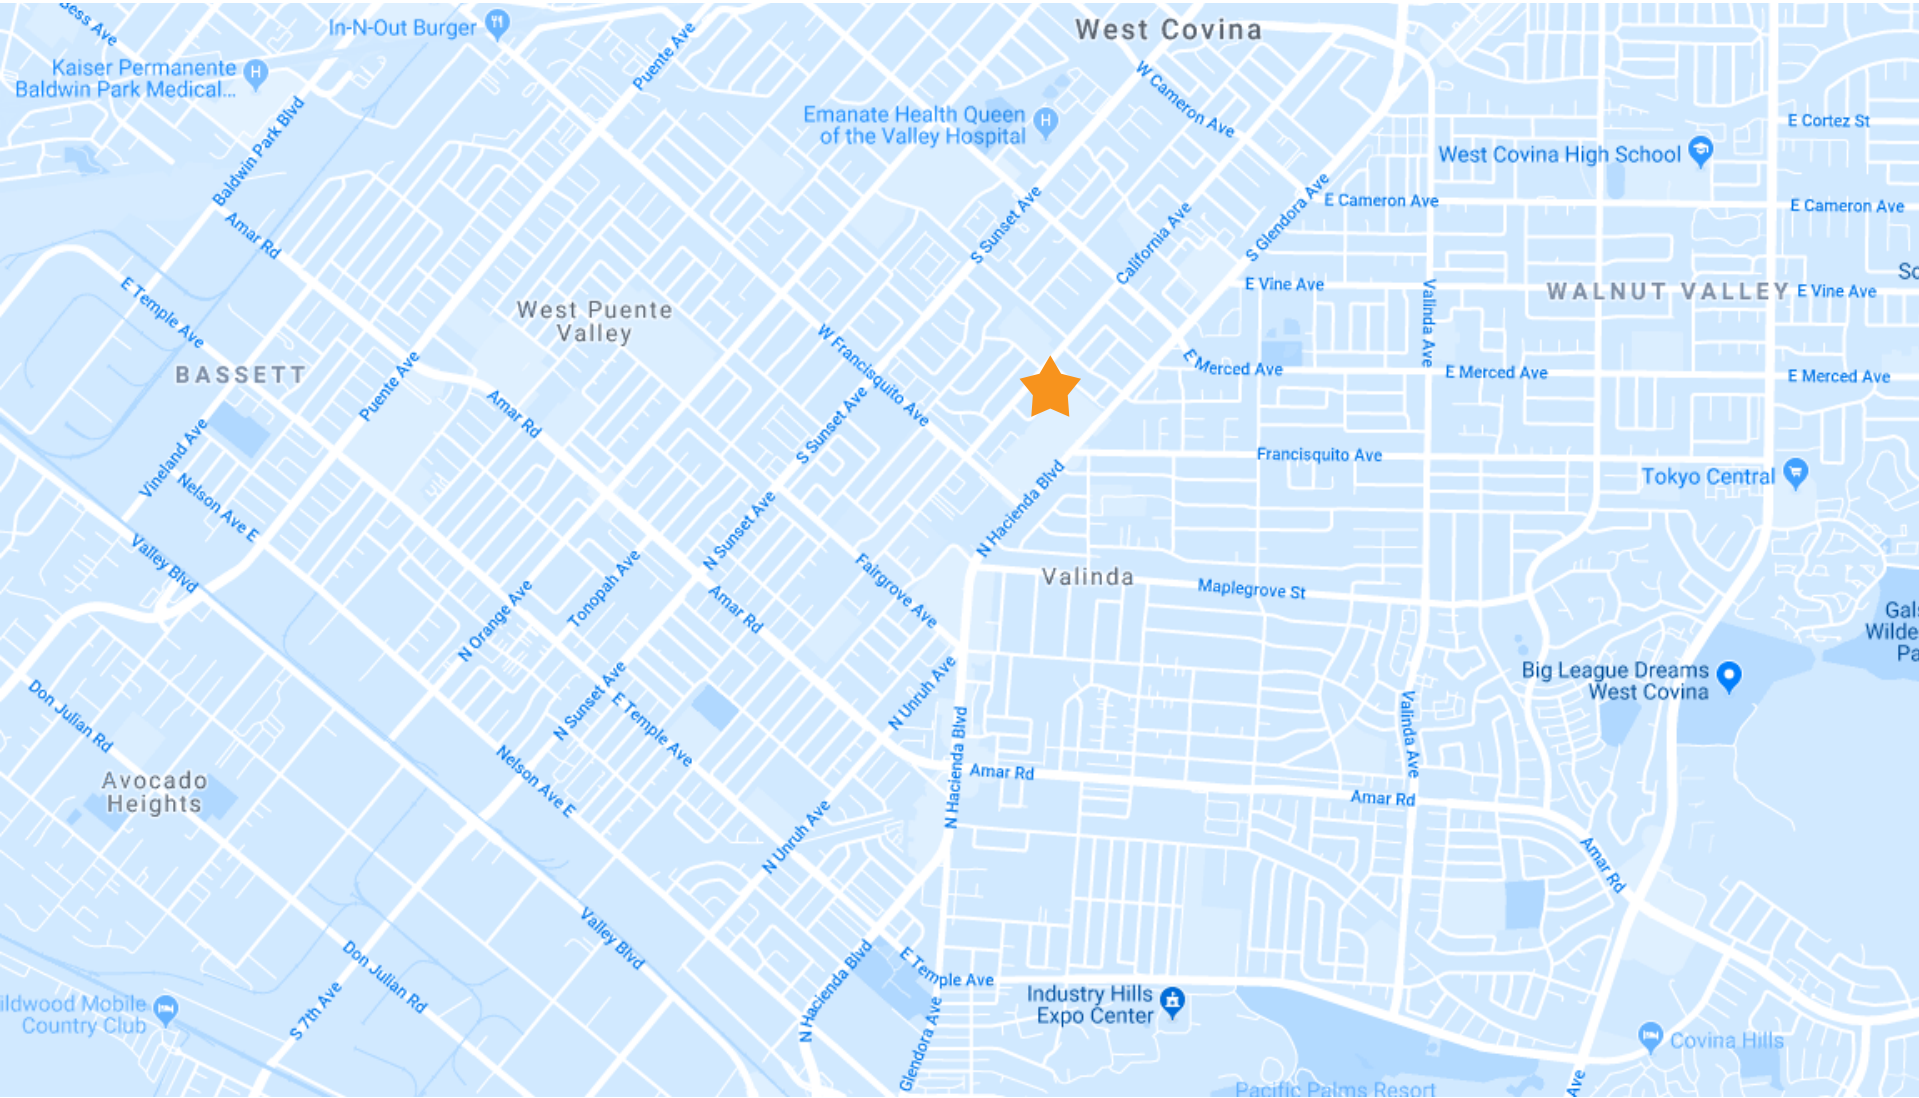 Bess Ave
In-N-Out Burger
Puente Ave
West Covina
Kaiser Permanente
Baldwin Park Medical...
W Cameron Ave
Baldwin Park Blvd
Emanate Health Queen
of the Valley Hospital
E Cortez St
West Covina High School
E Cameron Ave
E Cameron Ave
S Sunset Ave
California Ave
S Glendora Ave
Amar Rd
E Temple Ave
E Vine Ave
Valinda Ave
WALNUT VALLEY
E Vine Ave
West Puente
Valley
W Francisquito Ave
BASSETT
Puente Ave
E Merced Ave
E Merced Ave
E Merced Ave
Amar Rd
S Sunset Ave
Vineland Ave
Nelson Ave E
Francisquito Ave
Tokyo Central
N Hacienda Blvd
N Sunset Ave
Valley Blvd
Fairgrove Ave
Valinda
Maplegrove St
N Orange Ave
Tonopah Ave
Amar Rd
Wilde
Big League Dreams
West Covina
N Unruh Ave
N Sunset Ave
E Temple Ave
Don Julian Rd
N Hacienda Blvd
Valinda Ave
Avocado
Heights
Nelson Ave E
Amar Rd
Amar Rd
N Unruh Ave
Amar Rd
Valley Blvd
Don Julian Rd
N Hacienda Blvd
E Temple Ave
Industry Hills
Expo Center
ildwood Mobile
Country Club
S 7th Ave
Glendora Ave
Covina Hills
Pacific Palms Resort
Ave